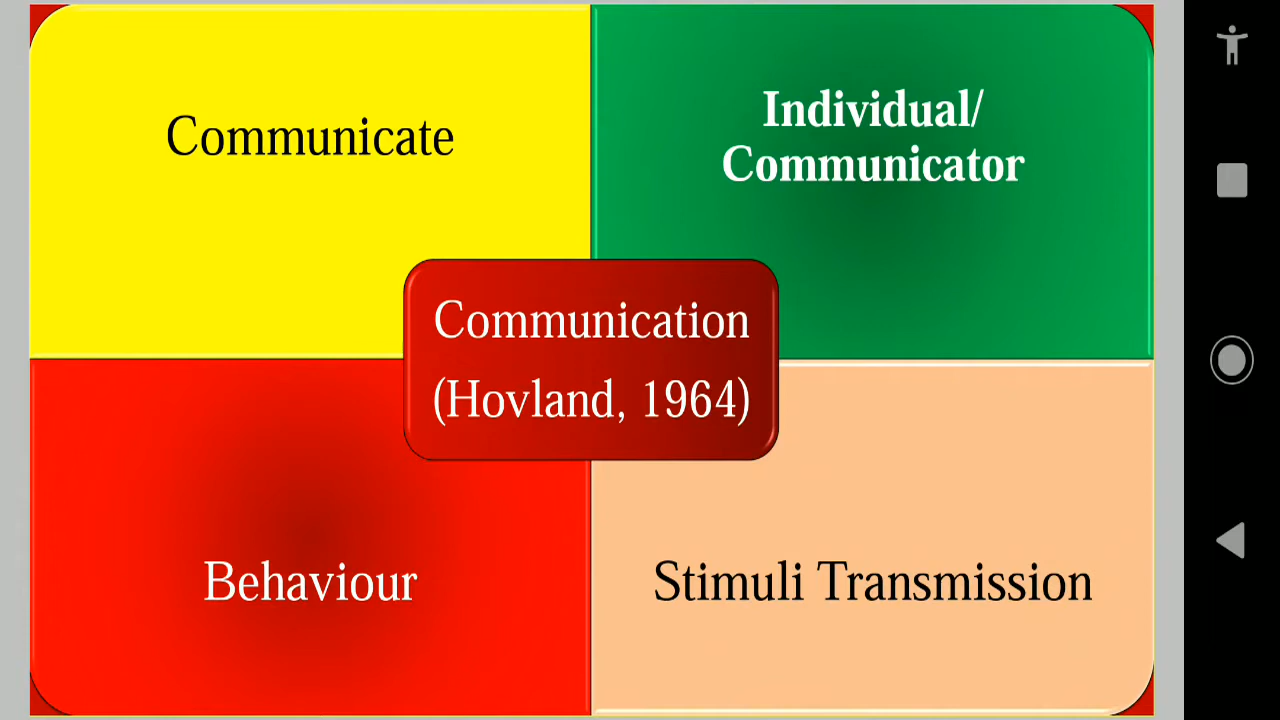 Communicate
Individual/
Communicator
Communication
(Hovland, 1964)
Behaviour
Stimuli Transmission